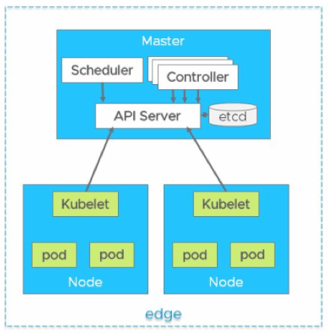 Master
Scheduler
Controller
API Server
etcd
Kubelet
Kubelet
pod
pod
pod
pod
Node
Node
edge